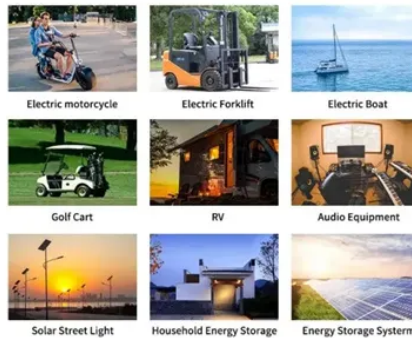 Electric motorcycle
Electric Forklift
Electric Boat
Golf Cart
RV
Audio Equipment
Solar Street Light
Household Energy Storage
Energy Storage Systerm